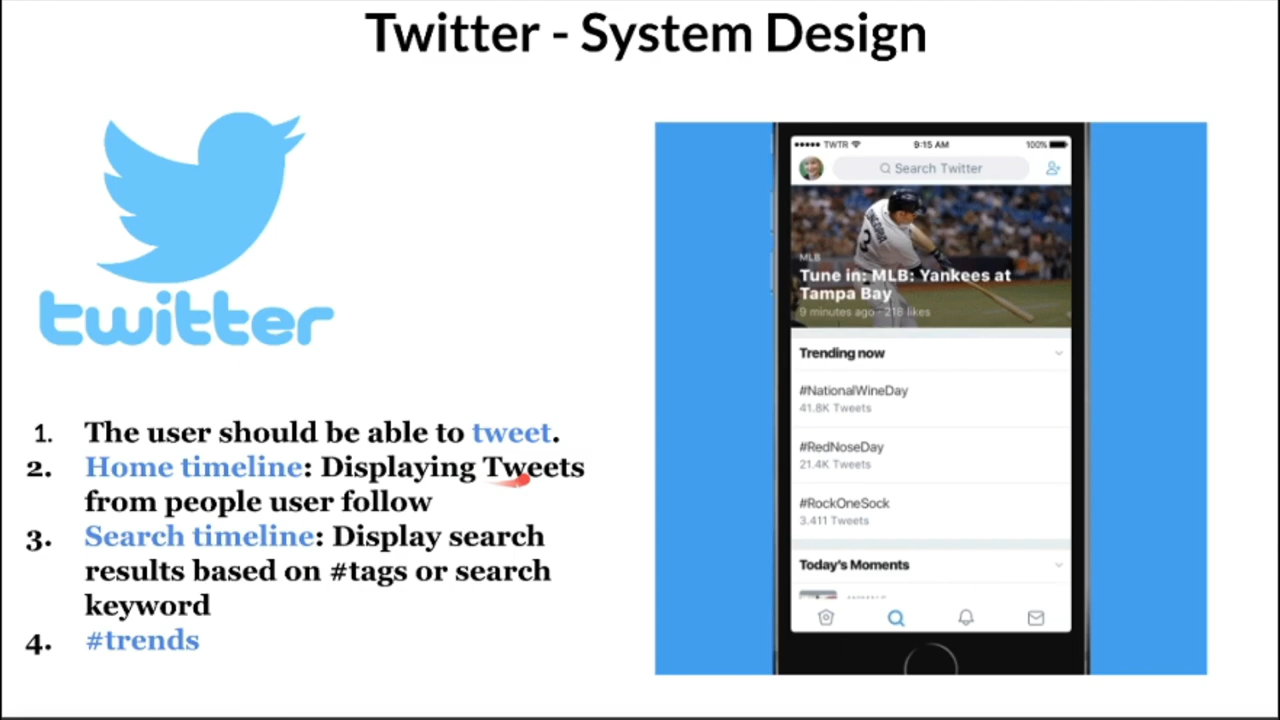 Twitter - System Design
twitter
1. The user should be able to tweet.
2. Home timeline: Displaying Tweets
from people user follow
3. Search timeline: Display search
results based on #tags or search
keyword
4. #trends
TWTR
9:15 AM
100%
Search Twitter
LONGORIA
3
MLB
Tune in: MLB: Yankees at
Tampa Bay
9 minutes ago · 218 likes
Trending now
#NationalWineDay
41.8K Tweets
#RedNoseDay
21.4K Tweets
#RockOneSock
3,411 Tweets
Today's Moments